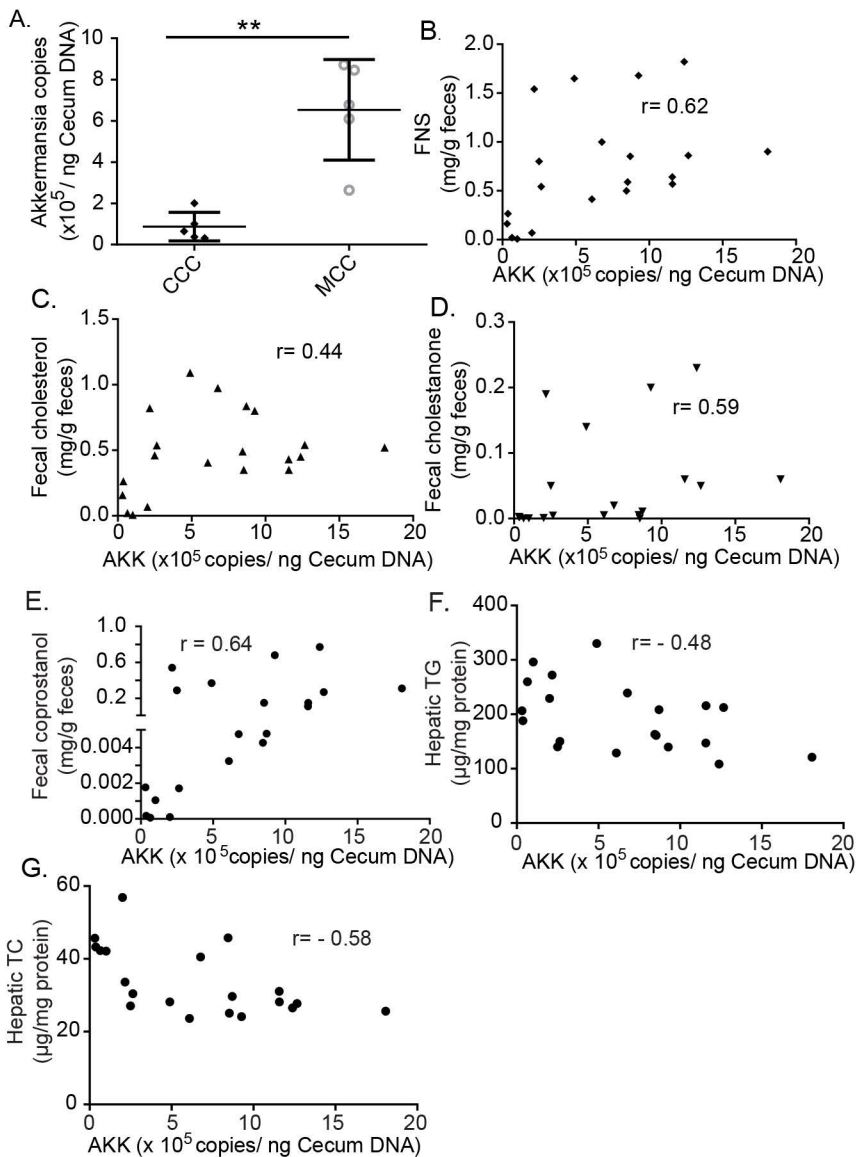 A.
**
Akkermansia copies
(x10⁵/ ng Cecum DNA)
10
8
6
4
2
0
CCC
MCC
B.
FNS
(mg/g feces)
2.0
1.5
1.0
0.5
0.0
r= 0.62
5
10
15
20
AKK (x10⁵ copies/ ng Cecum DNA)
C.
Fecal cholesterol
(mg/g feces)
1.5
1.0
0.5
0.0
r= 0.44
0
5
10
15
20
AKK (x10⁵ copies/ ng Cecum DNA)
D.
Fecal cholestanone
(mg/g feces)
0.3
0.2
0.1
0.0
r= 0.59
0
5
10
15
20
AKK (x10⁵ copies/ ng Cecum DNA)
E.
Fecal coprostanol
(mg/g feces)
1.0
0.6
0.2
0.004
0.002
0.000
r = 0.64
0
5
10
15
20
AKK (x 10⁵copies/ ng Cecum DNA)
F.
Hepatic TG
(µg/mg protein)
400
300
200
100
0
r= - 0.48
0
5
10
15
20
AKK (x 10⁵ copies/ ng Cecum DNA)
G.
Hepatic TC
(µg/mg protein)
60
40
20
0
r= - 0.58
0
5
10
15
20
AKK (x 10⁵ copies/ ng Cecum DNA)